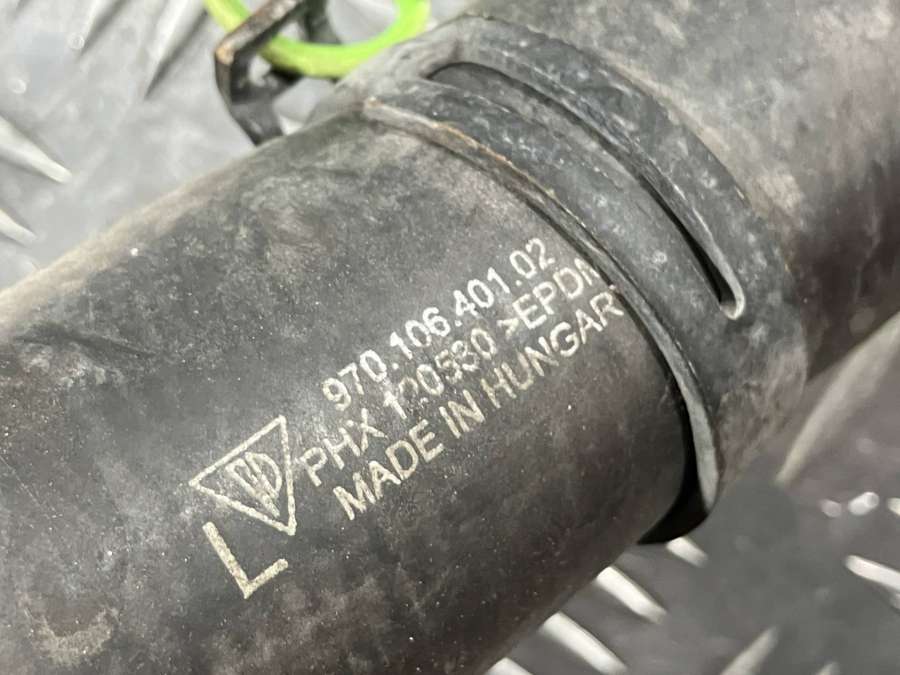 970.106.401.02
PHX 120530 >EPDM
MADE IN HUNGARY
L